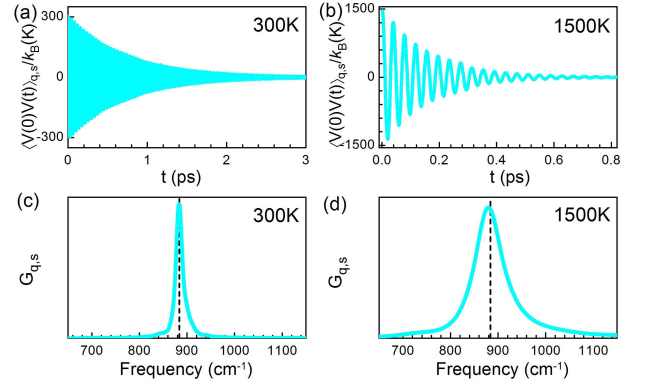 (a)
300K
⟨V(0)V(t)⟩q,s/kB(K)
300
0
-300
0 1 2 3
t (ps)
(b)
1500K
⟨V(0)V(t)⟩q,s/kB(K)
1500
0
-1500
0.0 0.2 0.4 0.6 0.8
t (ps)
(c)
300K
Gq,s
700 800 900 1000 1100
Frequency (cm-1)
(d)
1500K
Gq,s
700 800 900 1000 1100
Frequency (cm-1)